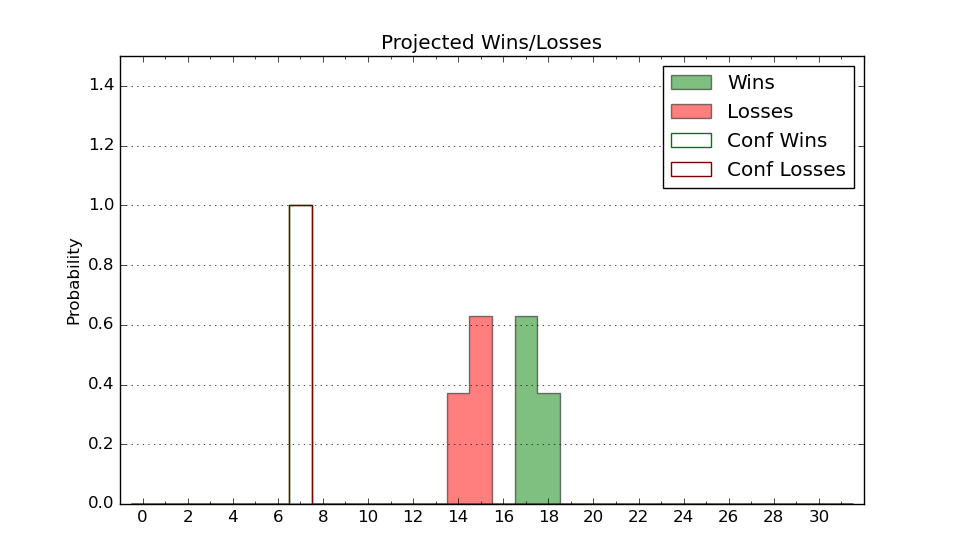 Projected Wins/Losses
1.4
1.2
1.0
0.8
0.6
0.4
0.2
0.0
Probability
Wins
Losses
Conf Wins
Conf Losses
0 2 4 6 8 10 12 14 16 18 20 22 24 26 28 30